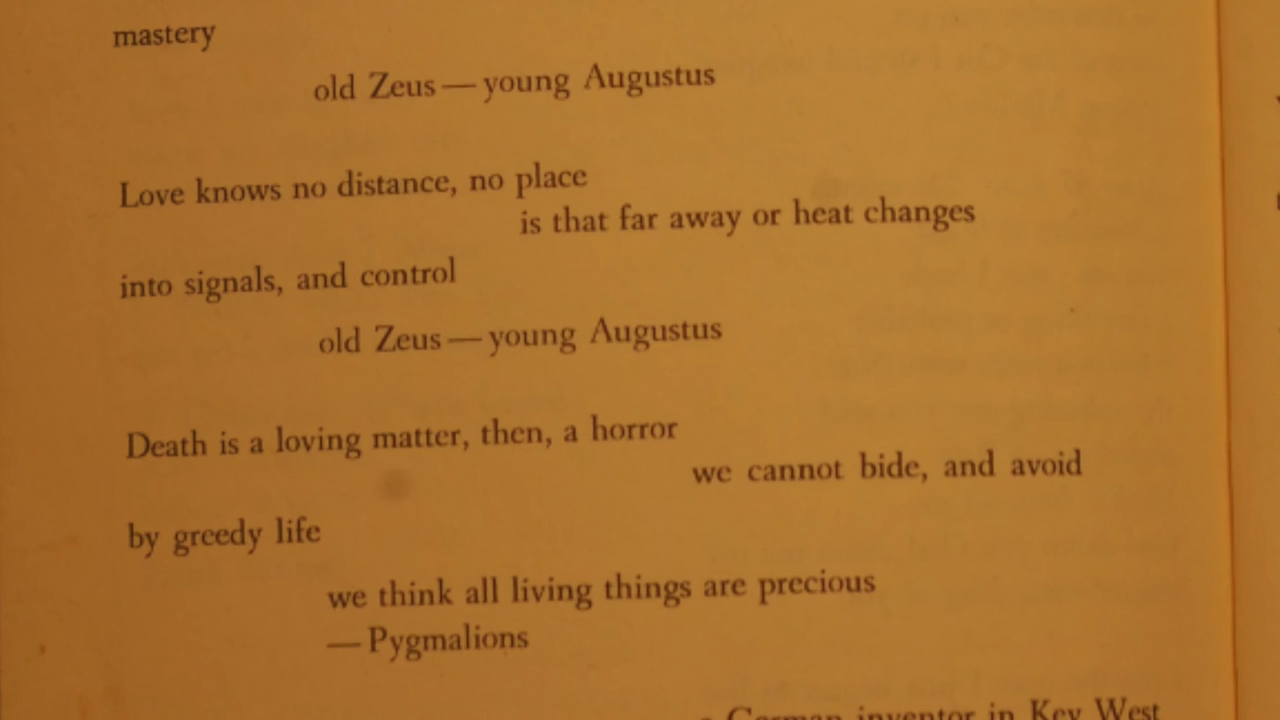 mastery
old Zeus — young Augustus
Love knows no distance, no place
is that far away or heat changes
into signals, and control
old Zeus — young Augustus
Death is a loving matter, then, a horror
we cannot bide, and avoid
by greedy life
we think all living things are precious
— Pygmalions
German inventor in Key West